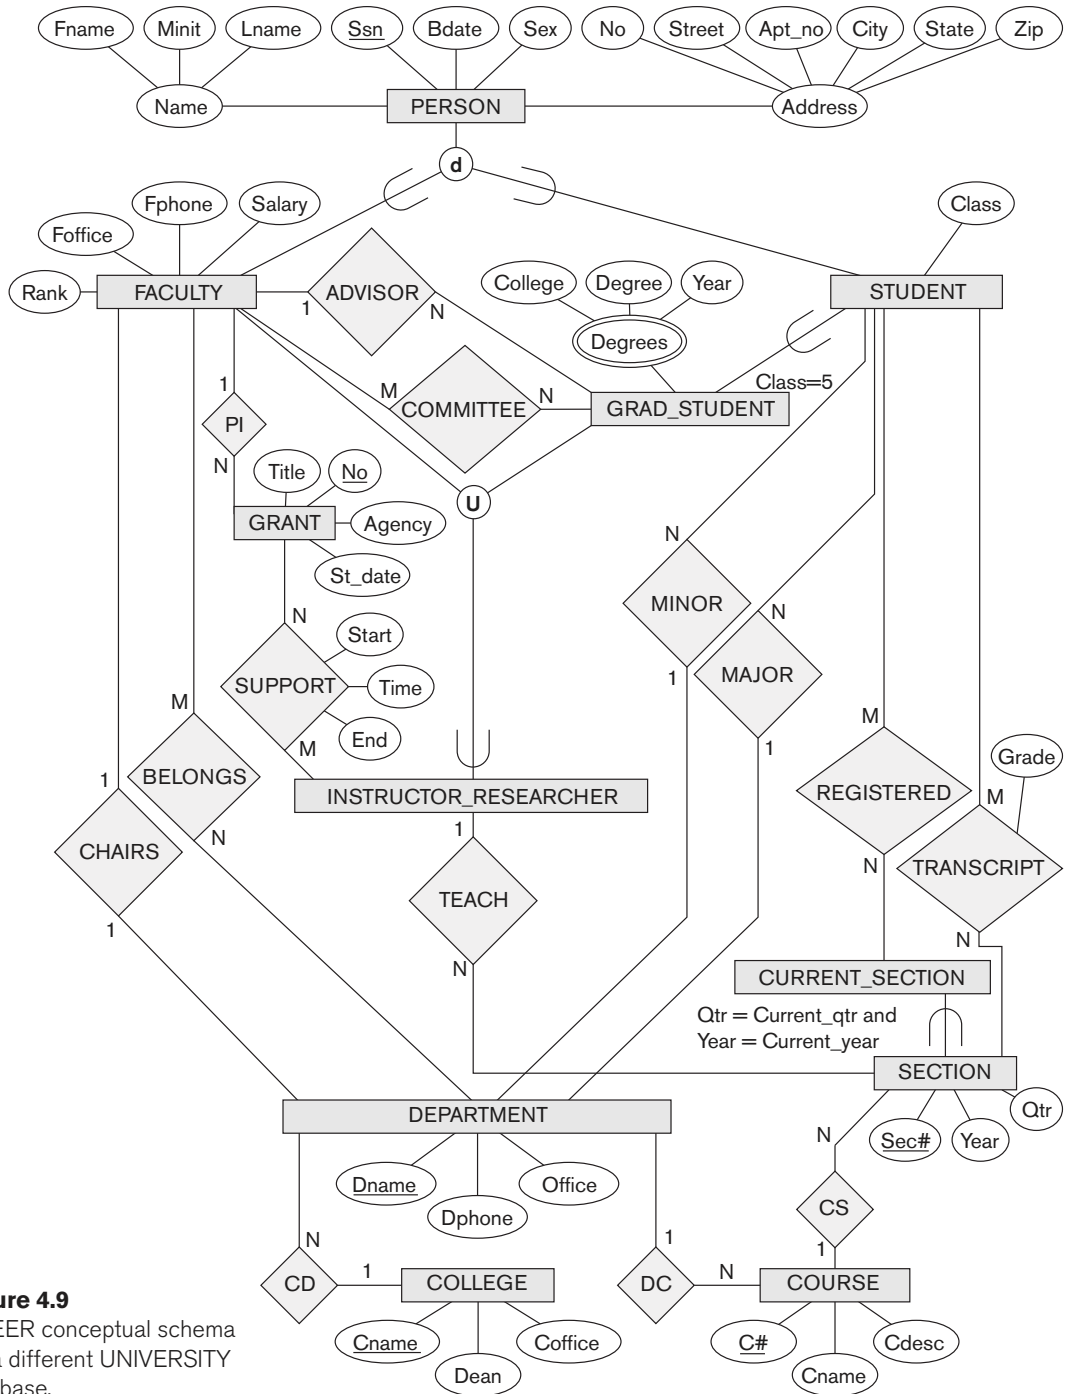 Fname Minit Lname Ssn Bdate Sex No Street Apt_no City State Zip
Name PERSON Address
d
Fphone Salary Class
Foffice
Rank FACULTY ADVISOR College Degree Year STUDENT
1 N
Degrees
Class=5
1 M COMMITTEE N GRAD_STUDENT
PI
N Title No
U
GRANT Agency
N
St_date
N MINOR N
Start
SUPPORT Time 1 MAJOR
M End M
M 1
BELONGS Grade
1 INSTRUCTOR_RESEARCHER REGISTERED M
N 1
CHAIRS N TRANSCRIPT
TEACH
1 N
N CURRENT_SECTION
Qtr = Current_qtr and
Year = Current_year
SECTION
DEPARTMENT Qtr
N Sec# Year
Dname Office
Dphone CS
N 1 1
CD 1 COLLEGE DC N COURSE
Cname Coffice C# Cdesc
Dean Cname
ure 4.9
EER conceptual schema
a different UNIVERSITY
base.